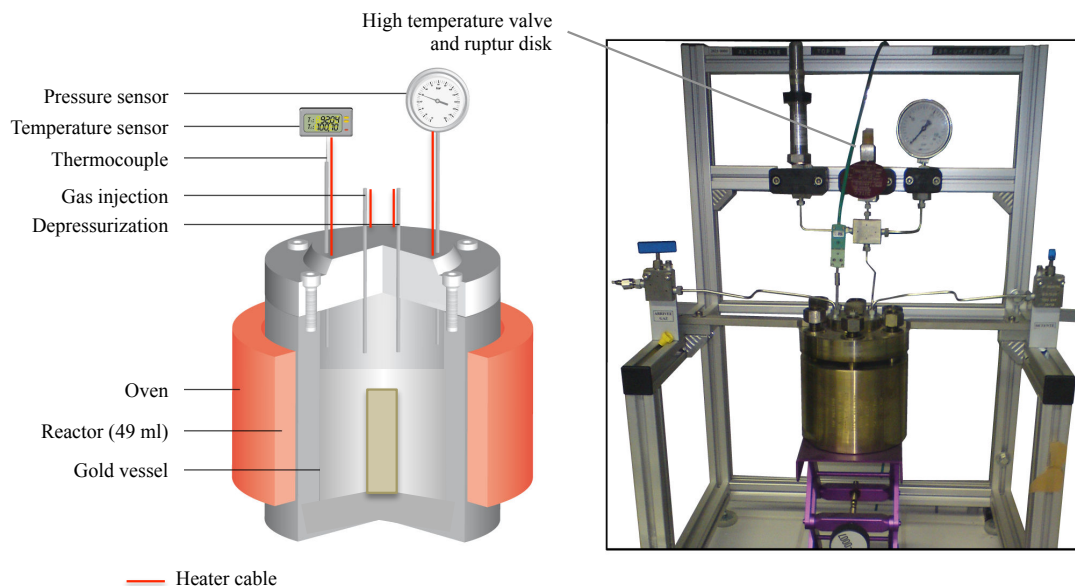 High temperature valve
and ruptur disk
Pressure sensor
Temperature sensor
Thermocouple
Gas injection
Depressurization
Oven
Reactor (49 ml)
Gold vessel
Heater cable